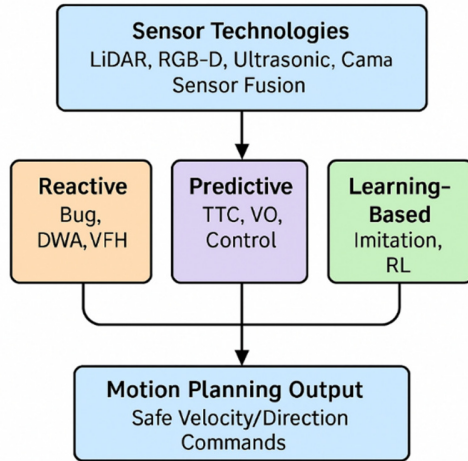 Sensor Technologies
LiDAR, RGB-D, Ultrasonic, Cama
Sensor Fusion
Reactive
Bug,
DWA, VFH
Predictive
TTC, VO,
Control
Learning-
Based
Imitation,
RL
Motion Planning Output
Safe Velocity/Direction
Commands